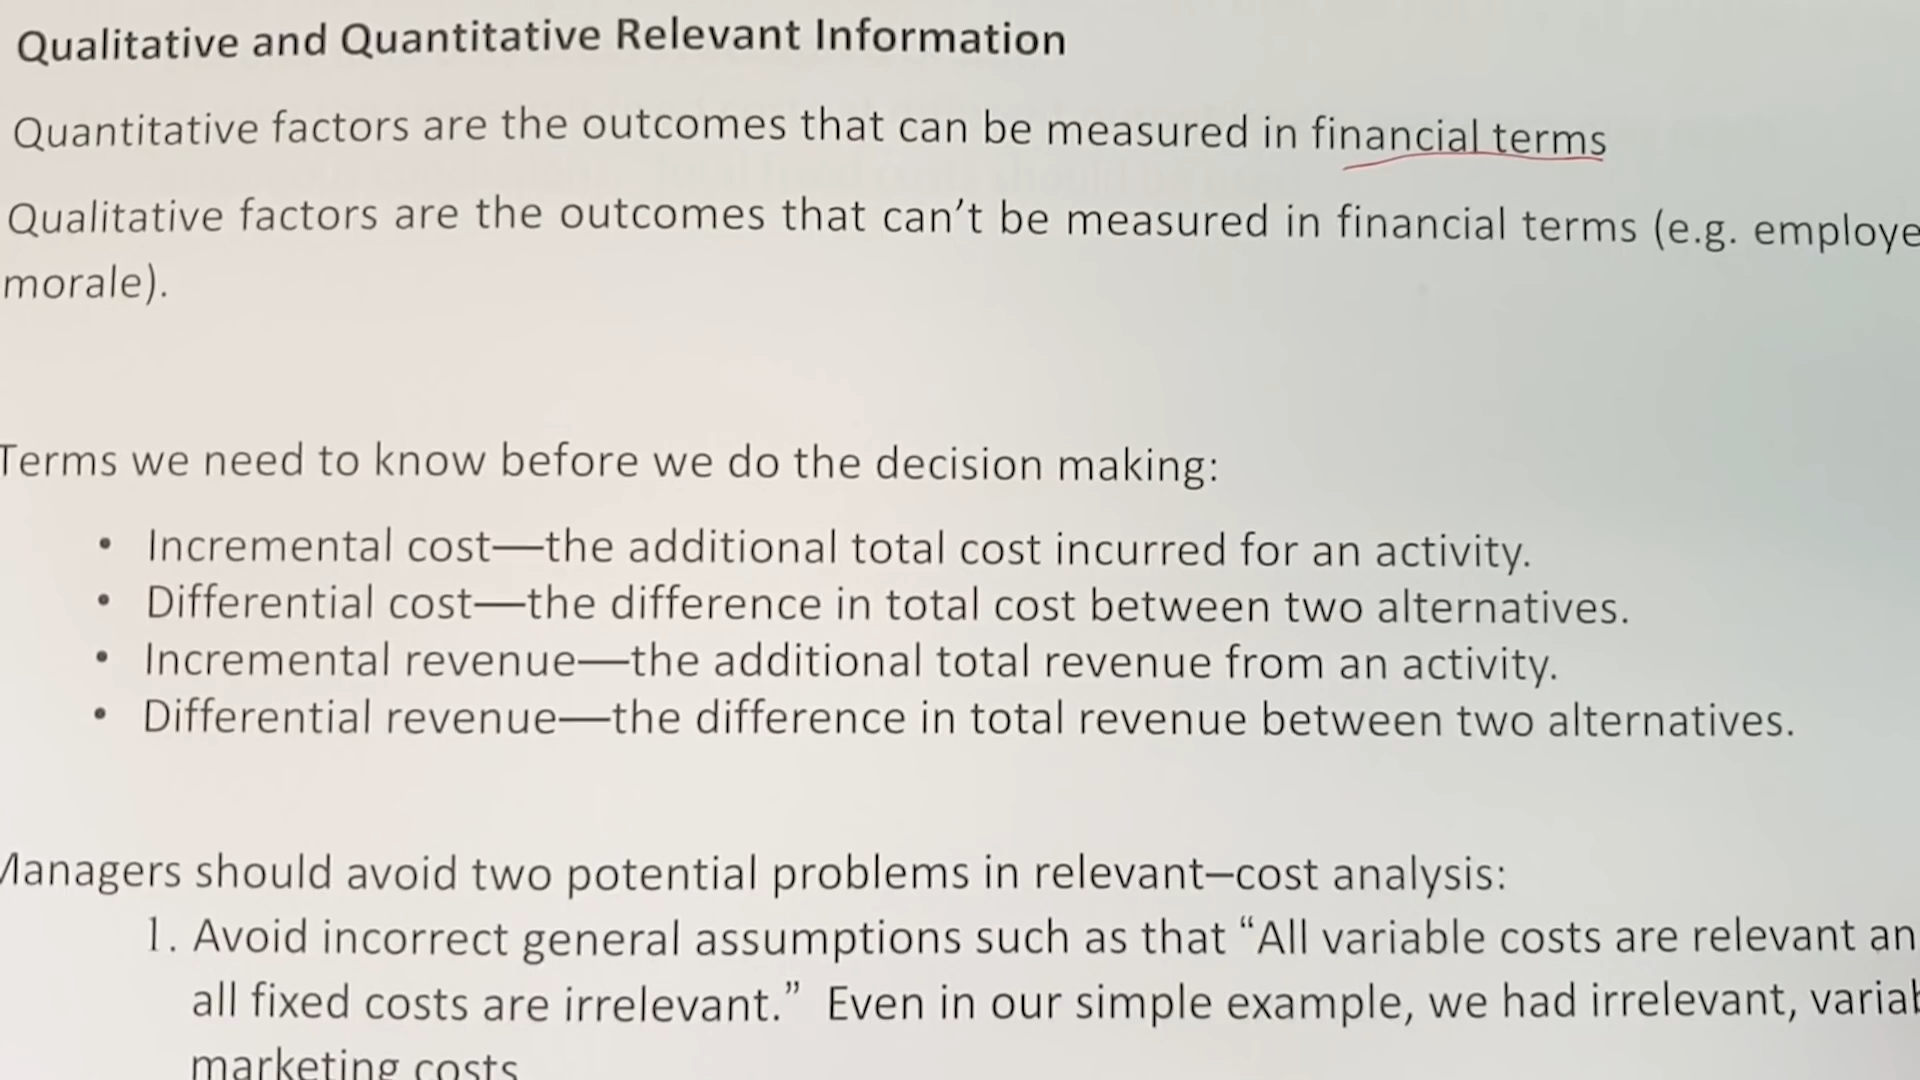 Qualitative and Quantitative Relevant Information
Quantitative factors are the outcomes that can be measured in financial terms
Qualitative factors are the outcomes that can’t be measured in financial terms (e.g. employe
morale).
Terms we need to know before we do the decision making:
• Incremental cost—the additional total cost incurred for an activity.
• Differential cost—the difference in total cost between two alternatives.
• Incremental revenue—the additional total revenue from an activity.
• Differential revenue—the difference in total revenue between two alternatives.
Managers should avoid two potential problems in relevant–cost analysis:
1. Avoid incorrect general assumptions such as that “All variable costs are relevant an
all fixed costs are irrelevant.” Even in our simple example, we had irrelevant, variab
marketing costs